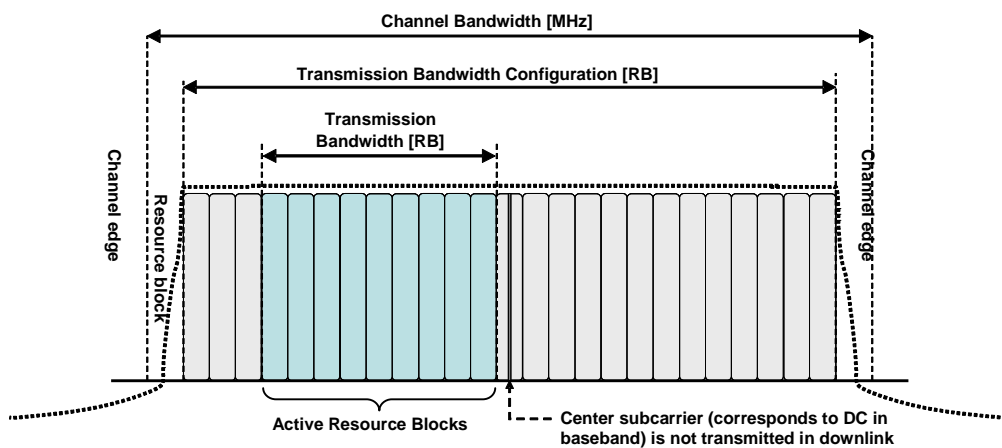 Channel Bandwidth [MHz]
Transmission Bandwidth Configuration [RB]
Transmission
Bandwidth [RB]
Channel edge
Resource block
Channel edge
Active Resource Blocks
Center subcarrier (corresponds to DC in
baseband) is not transmitted in downlink